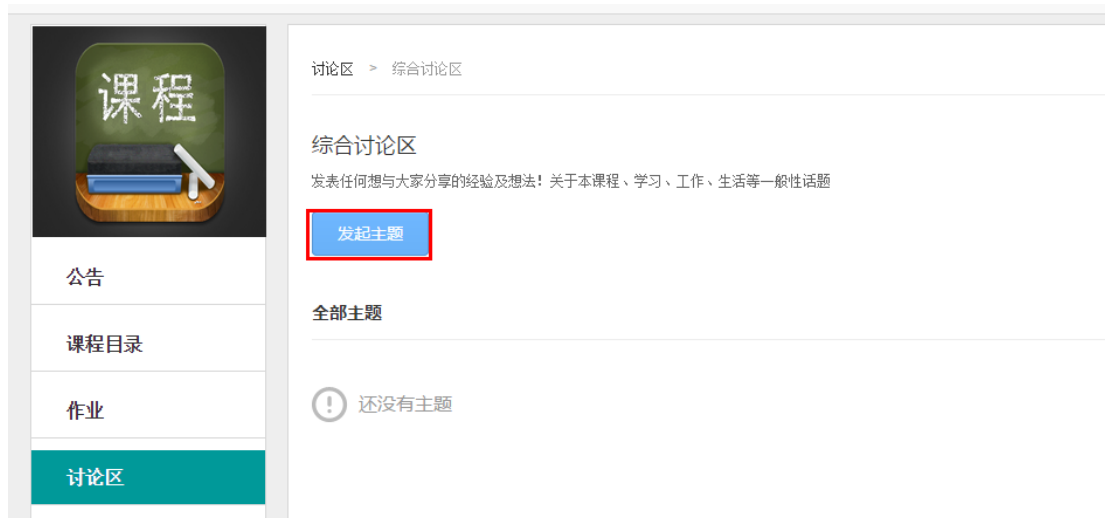 课程
公告
课程目录
作业
讨论区
讨论区 > 综合讨论区
综合讨论区
发表任何想与大家分享的经验及想法！关于本课程、学习、工作、生活等一般性话题
发起主题
全部主题
还没有主题